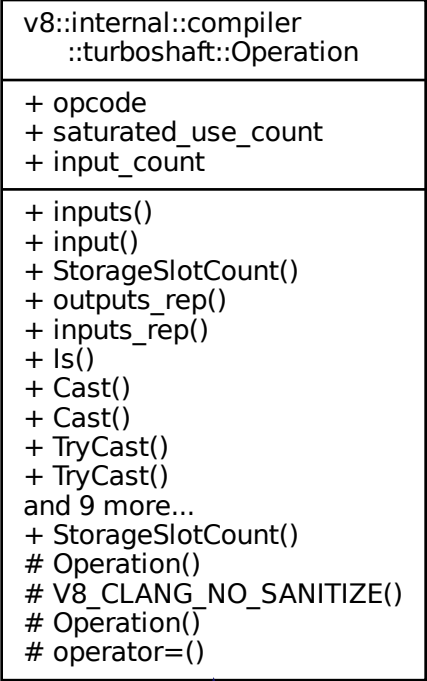 v8::internal::compiler
::turboshaft::Operation
+ opcode
+ saturated_use_count
+ input_count
+ inputs()
+ input()
+ StorageSlotCount()
+ outputs_rep()
+ inputs_rep()
+ Is()
+ Cast()
+ Cast()
+ TryCast()
+ TryCast()
and 9 more...
+ StorageSlotCount()
# Operation()
# V8_CLANG_NO_SANITIZE()
# Operation()
# operator=()